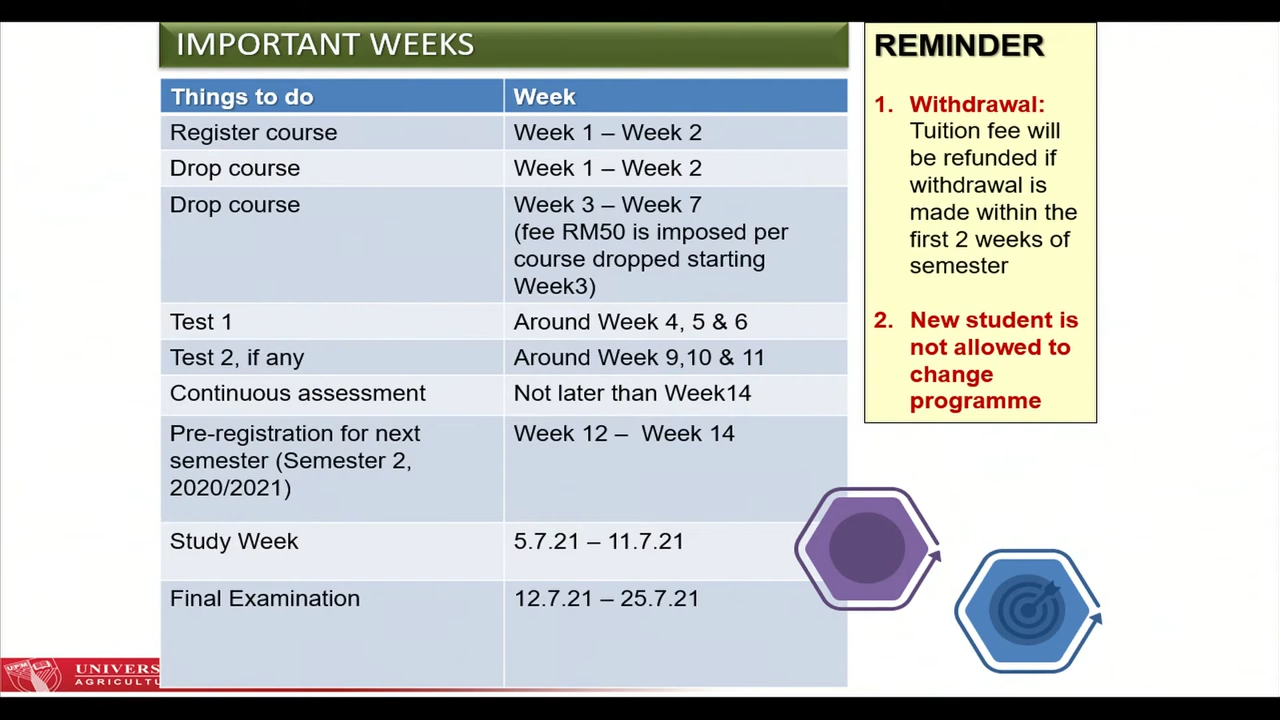 IMPORTANT WEEKS
Things to do Week
Register course Week 1 – Week 2
Drop course Week 1 – Week 2
Drop course Week 3 – Week 7
(fee RM50 is imposed per
course dropped starting
Week3)
Test 1 Around Week 4, 5 & 6
Test 2, if any Around Week 9,10 & 11
Continuous assessment Not later than Week14
Pre-registration for next Week 12 – Week 14
semester (Semester 2,
2020/2021)
Study Week 5.7.21 – 11.7.21
Final Examination 12.7.21 – 25.7.21
REMINDER
1. Withdrawal:
Tuition fee will
be refunded if
withdrawal is
made within the
first 2 weeks of
semester
2. New student is
not allowed to
change
programme
UPM
UNIVERS
AGRICULTU